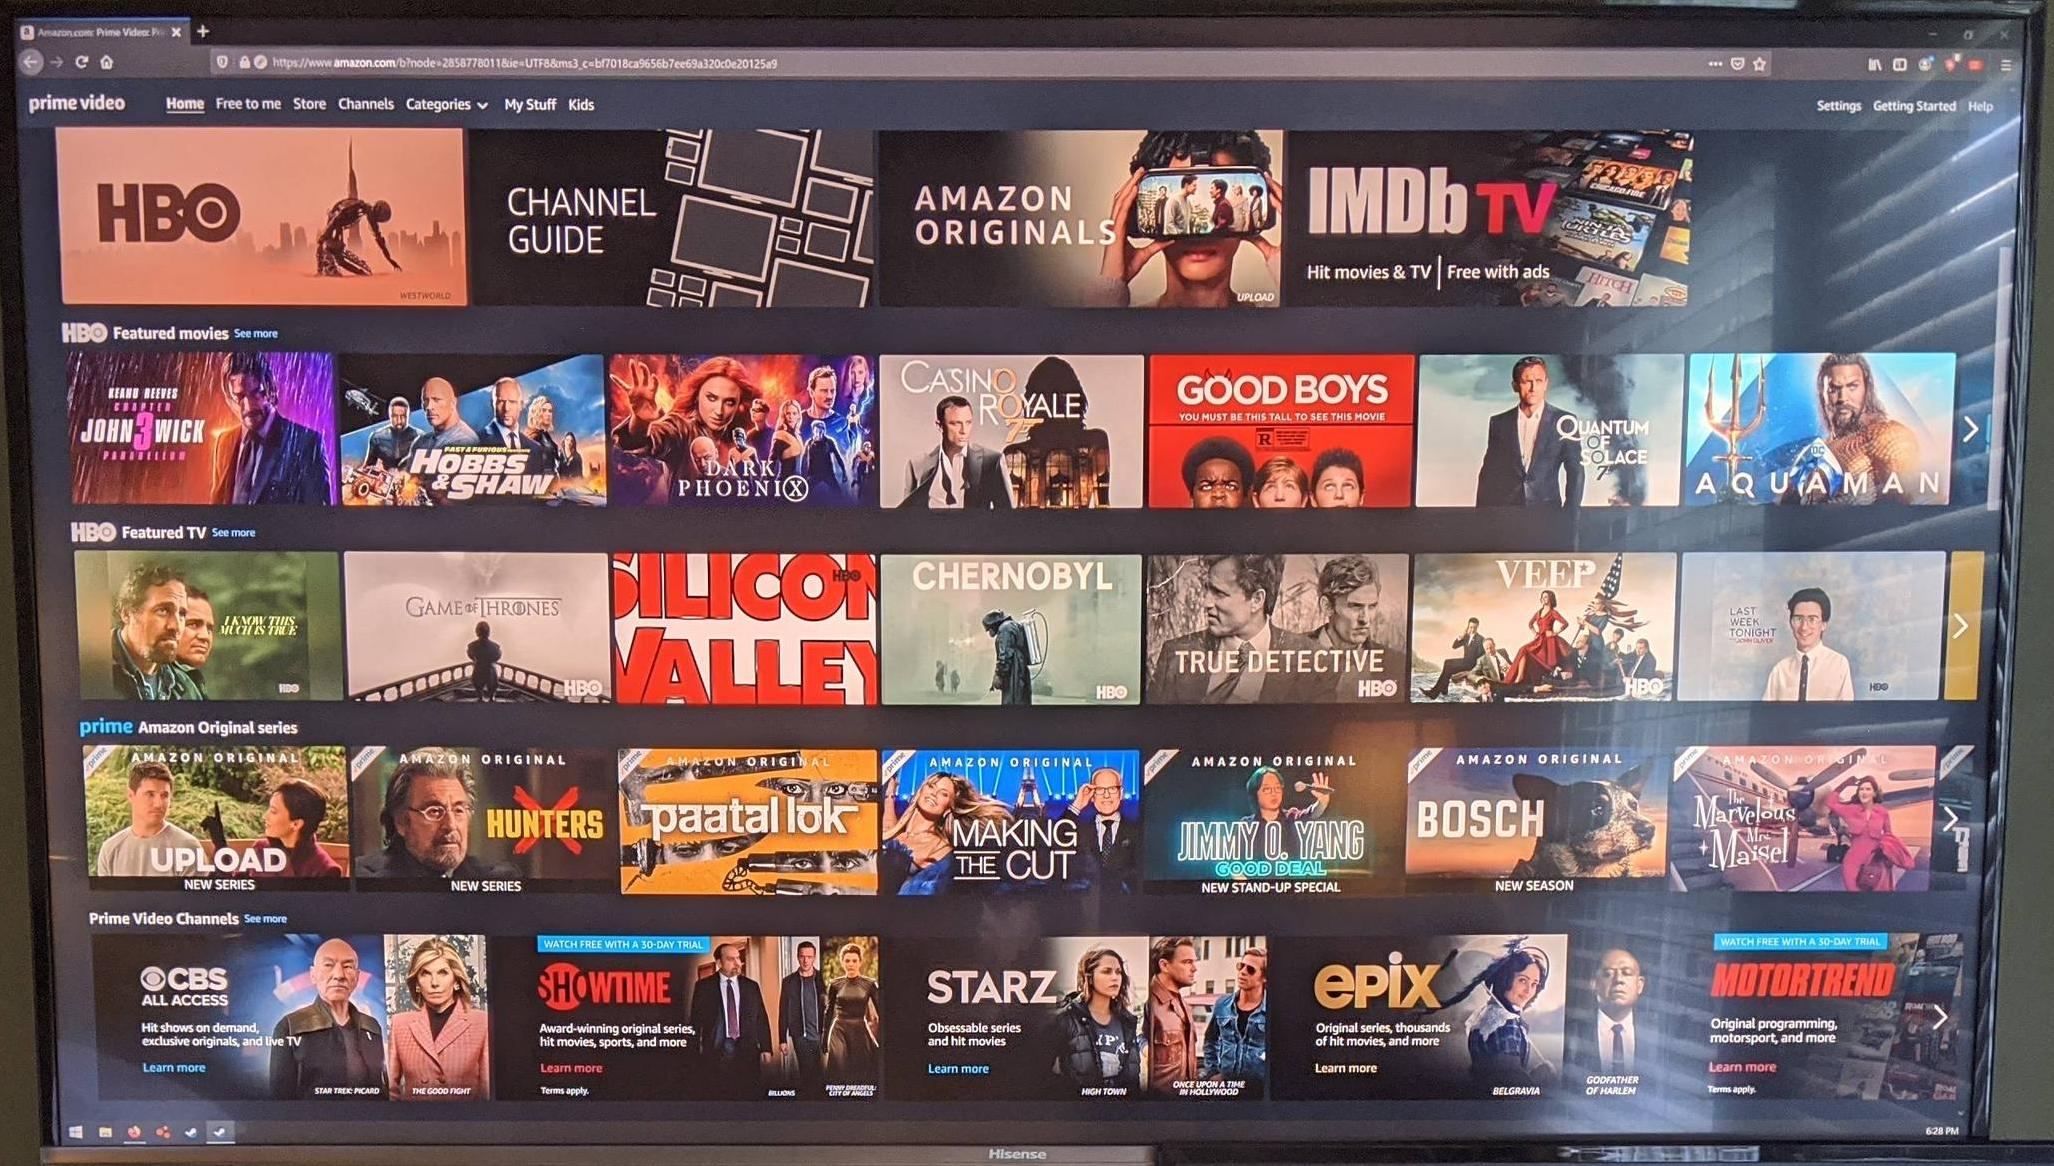 Amazon.com: Prime Video: Pr
https://www.amazon.com/b?node=2858778011&ie=UTF8&ms3_c=bf7018ca9656b7ee69a320c0e20125a9
prime video Home Free to me Store Channels Categories My Stuff Kids Settings Getting Started Help
HBO
WESTWORLD
CHANNEL
GUIDE
AMAZON
ORIGINALS
UPLOAD
IMDb TV
Hit movies & TV | Free with ads
CHICAGO FIRE
HITCH
HBO Featured movies See more
KEANU REEVES
CHAPTER
JOHN 3 WICK
PARABELLUM
FAST & FURIOUS PRESENTS
HOBBS
& SHAW
DARK
PHOENIX
CASINO
ROYALE
007
GOOD BOYS
YOU MUST BE THIS TALL TO SEE THIS MOVIE
R
QUANTUM
OF
SOLACE
DC
AQUAMAN
HBO Featured TV See more
I KNOW THIS
MUCH IS TRUE
HBO
GAME OF THRONES
HBO
SILICON
VALLEY
HBO
CHERNOBYL
HBO
TRUE DETECTIVE
HBO
VEEP
HBO
LAST
WEEK
TONIGHT
JOHN OLIVER
HBO
prime Amazon Original series
prime
AMAZON ORIGINAL
UPLOAD
NEW SERIES
prime
AMAZON ORIGINAL
HUNTERS
NEW SERIES
prime
AMAZON ORIGINAL
paatal lok
prime
AMAZON ORIGINAL
MAKING
THE CUT
prime
AMAZON ORIGINAL
JIMMY O. YANG
GOOD DEAL
NEW STAND-UP SPECIAL
prime
AMAZON ORIGINAL
BOSCH
NEW SEASON
prime
AMAZON ORIGINAL
The
Marvelous
Mrs.
Maisel
prime
Prime Video Channels See more
CBS
ALL ACCESS
Hit shows on demand,
exclusive originals, and live TV
Learn more
STAR TREK: PICARD
THE GOOD FIGHT
WATCH FREE WITH A 30-DAY TRIAL
SHOWTIME
Award-winning original series,
hit movies, sports, and more
Learn more
Terms apply.
BILLIONS
PENNY DREADFUL:
CITY OF ANGELS
STARZ
Obsessable series
and hit movies
Learn more
HIGH TOWN
ONCE UPON A TIME
IN HOLLYWOOD
epix
Original series, thousands
of hit movies, and more
Learn more
BELGRAVIA
GODFATHER
OF HARLEM
WATCH FREE WITH A 30-DAY TRIAL
MOTORTREND
Original programming,
motorsport, and more
Learn more
Terms apply.
6:28 PM
Hisense